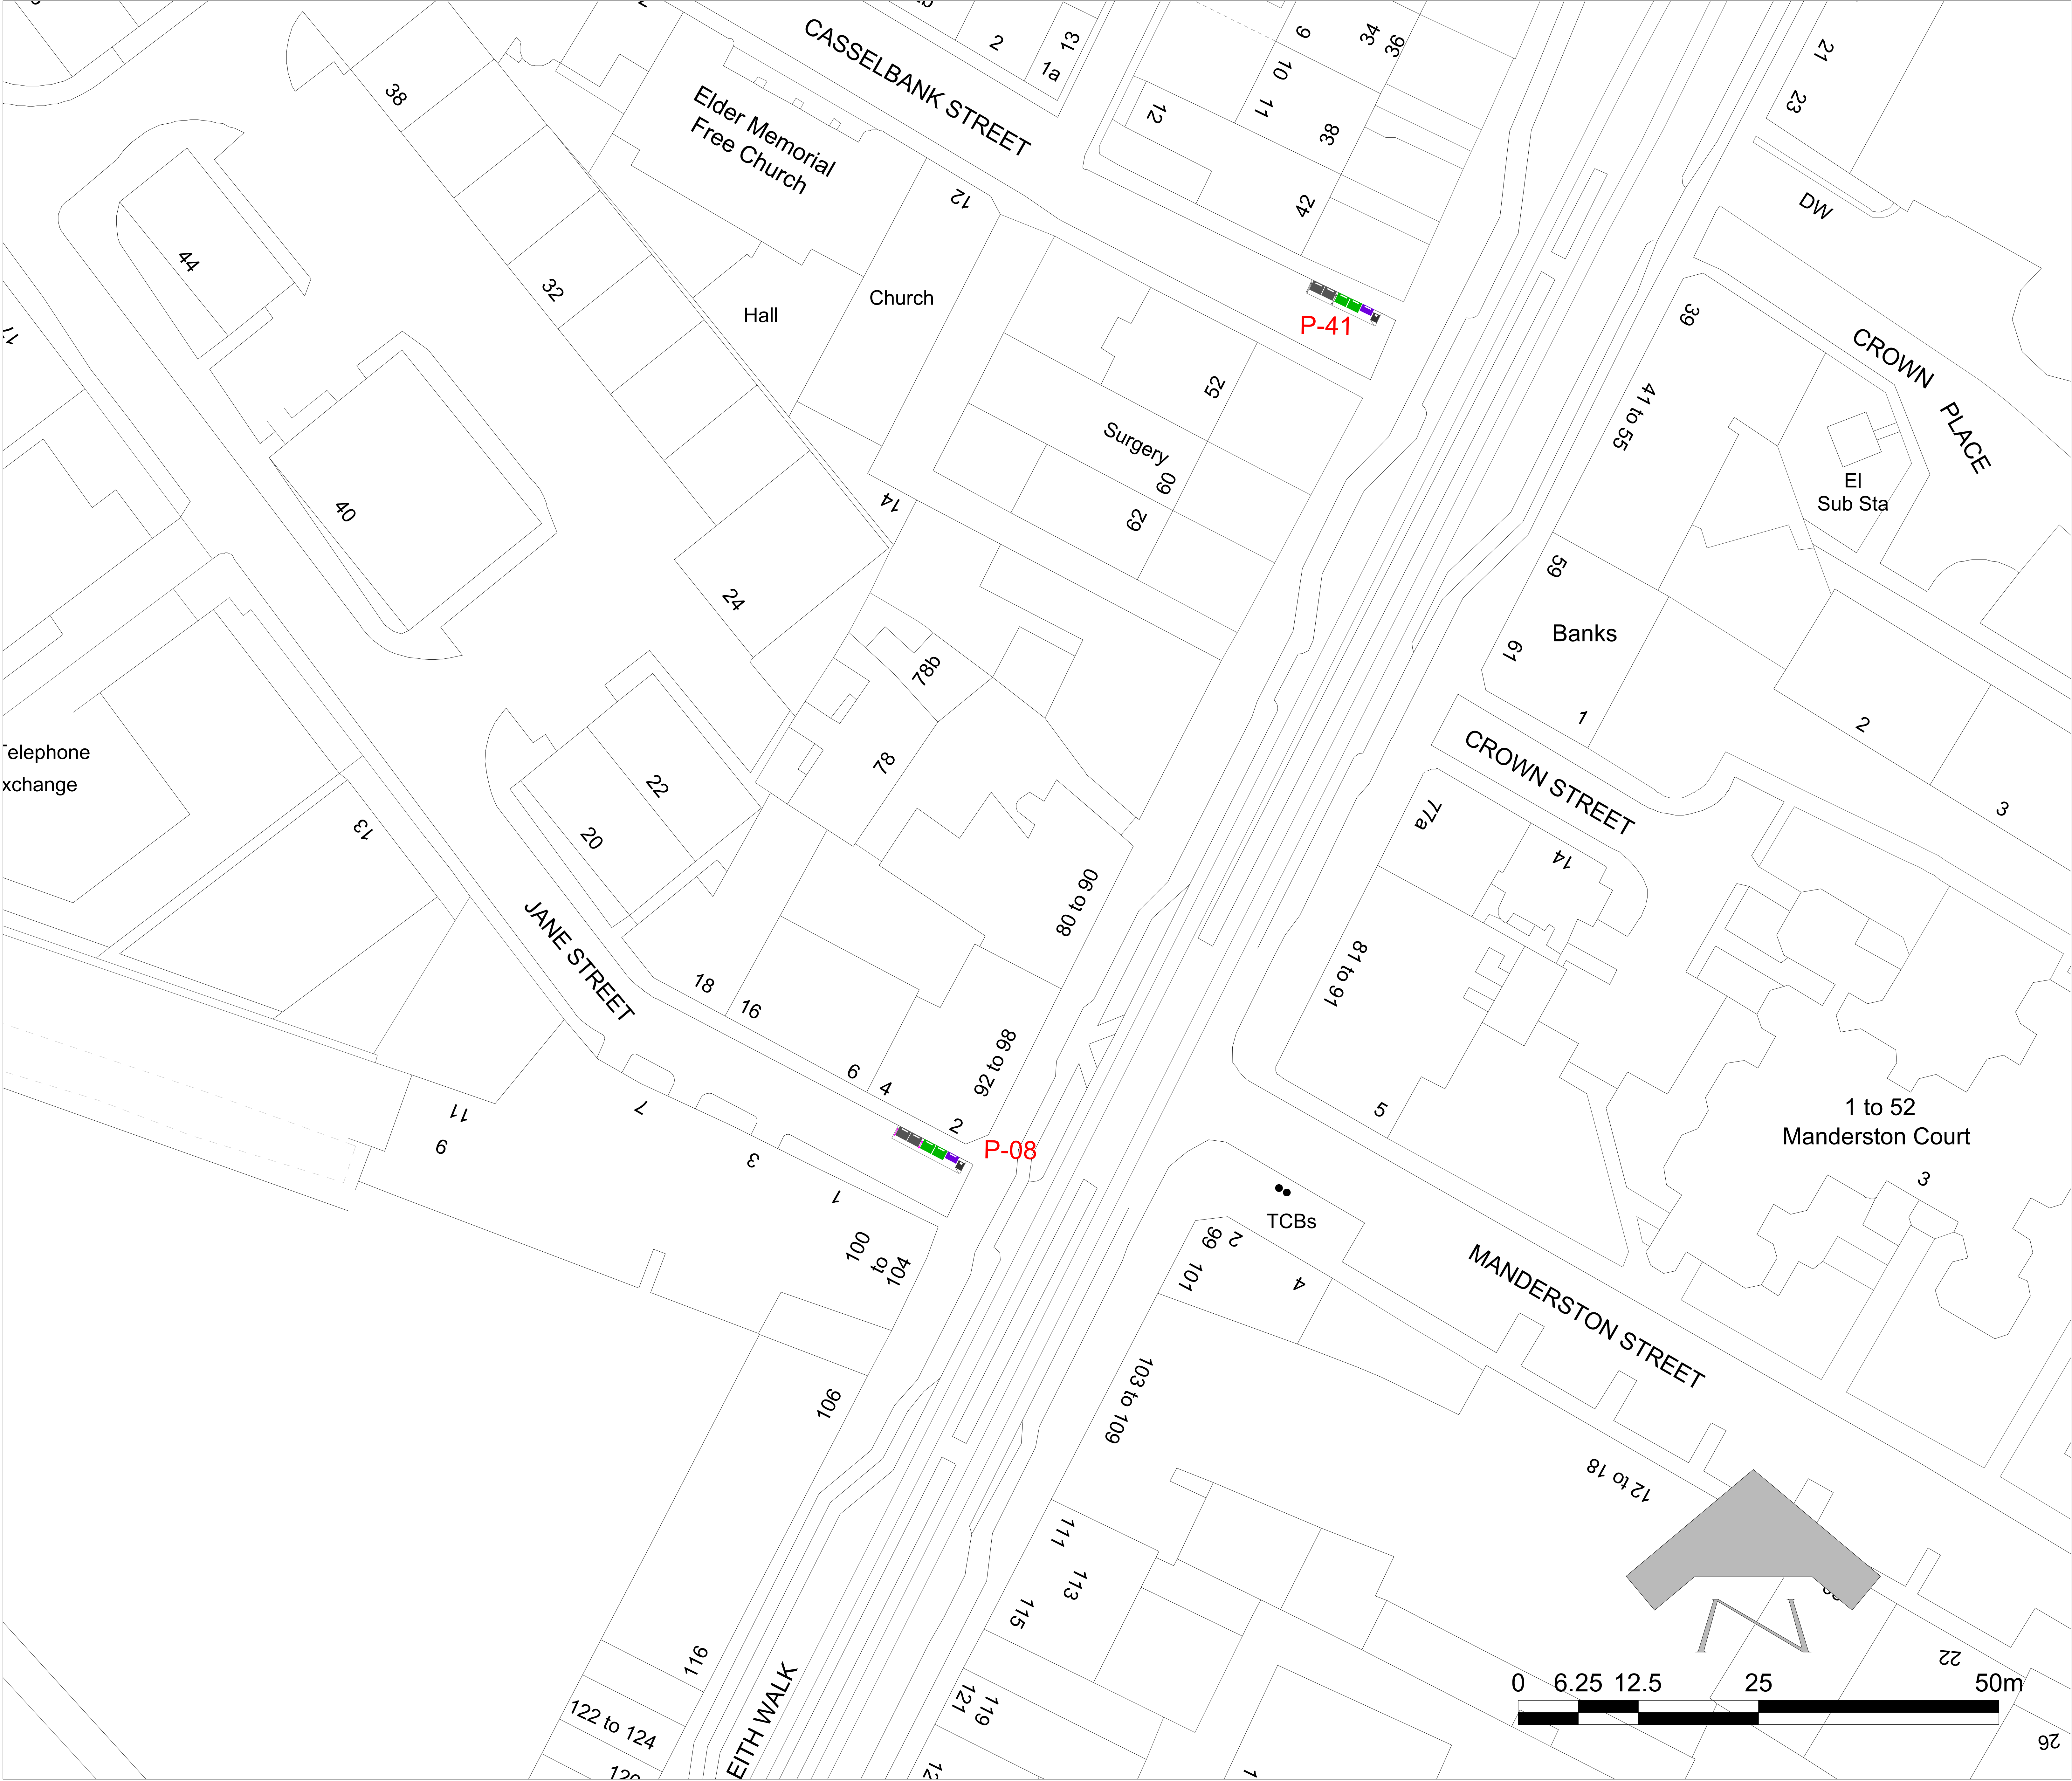 CASSELBANK STREET
2
13
1a
9
34
36
10
11
12
38
42
21
23
DW
38
Elder Memorial
Free Church
12
44
32
Hall
Church
P-41
39
CROWN PLACE
41 to 55
El
Sub Sta
52
Surgery
60
62
14
40
24
59
Banks
61
1
2
3
78b
78
CROWN STREET
77a
14
Telephone
xchange
22
20
13
80 to 90
81 to 91
JANE STREET
18
16
6
4
92 to 98
2
P-08
5
1 to 52
Manderston Court
3
11
9
7
3
1
100
to
104
TCBs
99
2
101
4
MANDERSTON STREET
103 to 109
106
12 to 18
111
113
115
116
119
121
122 to 124
EITH WALK
22
26
N
0 6.25 12.5 25 50m